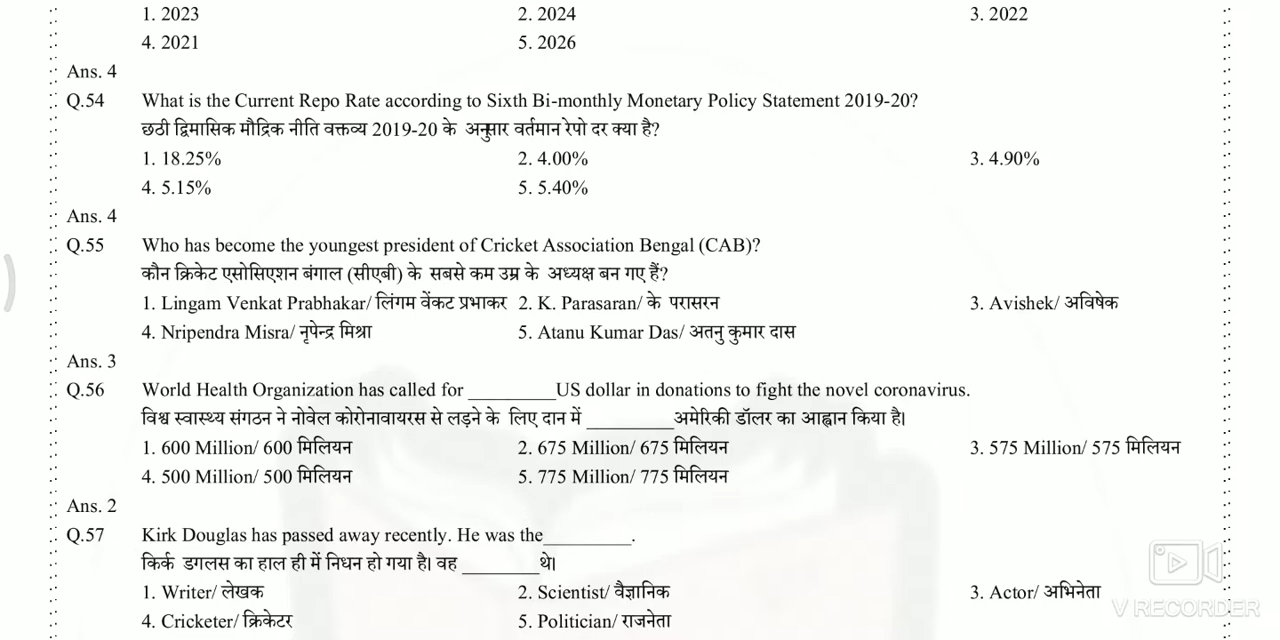 1. 2023 2. 2024 3. 2022
4. 2021 5. 2026
Ans. 4
Q.54 What is the Current Repo Rate according to Sixth Bi-monthly Monetary Policy Statement 2019-20?
छठी द्विमासिक मौद्रिक नीति वक्तव्य 2019-20 के अनुसार वर्तमान रेपो दर क्या है?
1. 18.25% 2. 4.00% 3. 4.90%
4. 5.15% 5. 5.40%
Ans. 4
Q.55 Who has become the youngest president of Cricket Association Bengal (CAB)?
कौन क्रिकेट एसोसिएशन बंगाल (सीएबी) के सबसे कम उम्र के अध्यक्ष बन गए हैं?
1. Lingam Venkat Prabhakar/ लिंगम वेंकट प्रभाकर 2. K. Parasaran/ के परासरन 3. Avishek/ अविषेक
4. Nripendra Misra/ नृपेन्द्र मिश्रा 5. Atanu Kumar Das/ अतनु कुमार दास
Ans. 3
Q.56 World Health Organization has called for _________US dollar in donations to fight the novel coronavirus.
विश्व स्वास्थ्य संगठन ने नोवेल कोरोनावायरस से लड़ने के लिए दान में _________अमेरिकी डॉलर का आह्वान किया है।
1. 600 Million/ 600 मिलियन 2. 675 Million/ 675 मिलियन 3. 575 Million/ 575 मिलियन
4. 500 Million/ 500 मिलियन 5. 775 Million/ 775 मिलियन
Ans. 2
Q.57 Kirk Douglas has passed away recently. He was the_________.
किर्क डगलस का हाल ही में निधन हो गया है। वह ________थे।
1. Writer/ लेखक 2. Scientist/ वैज्ञानिक 3. Actor/ अभिनेता
4. Cricketer/ क्रिकेटर 5. Politician/ राजनेता
V RECORDER